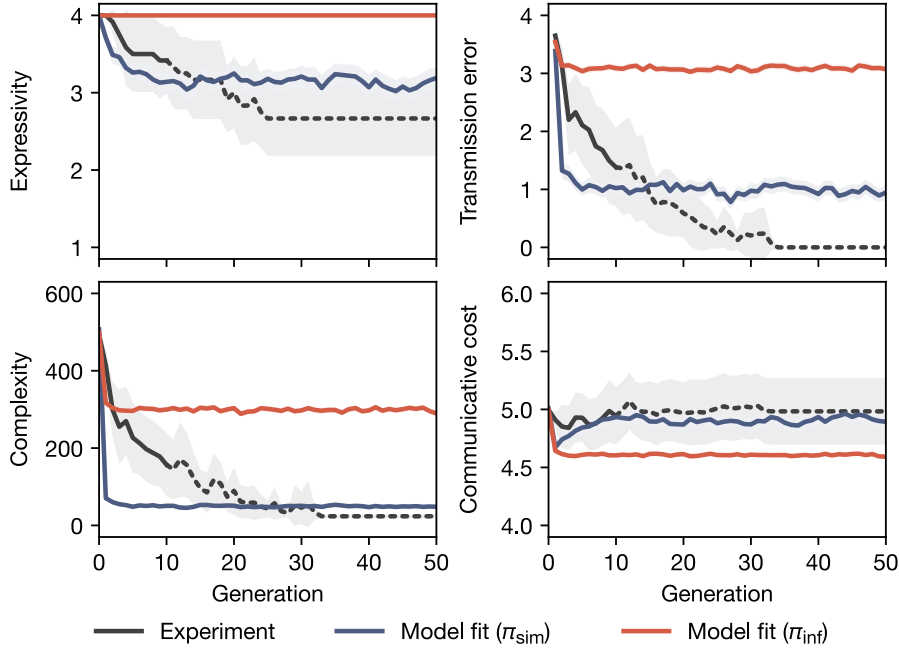 4
3
2
1
Expressivity
4
3
2
1
0
Transmission error
600
400
200
0
Complexity
0 10 20 30 40 50
Generation
6.0
5.5
5.0
4.5
4.0
Communicative cost
0 10 20 30 40 50
Generation
Experiment Model fit (πsim) Model fit (πinf)